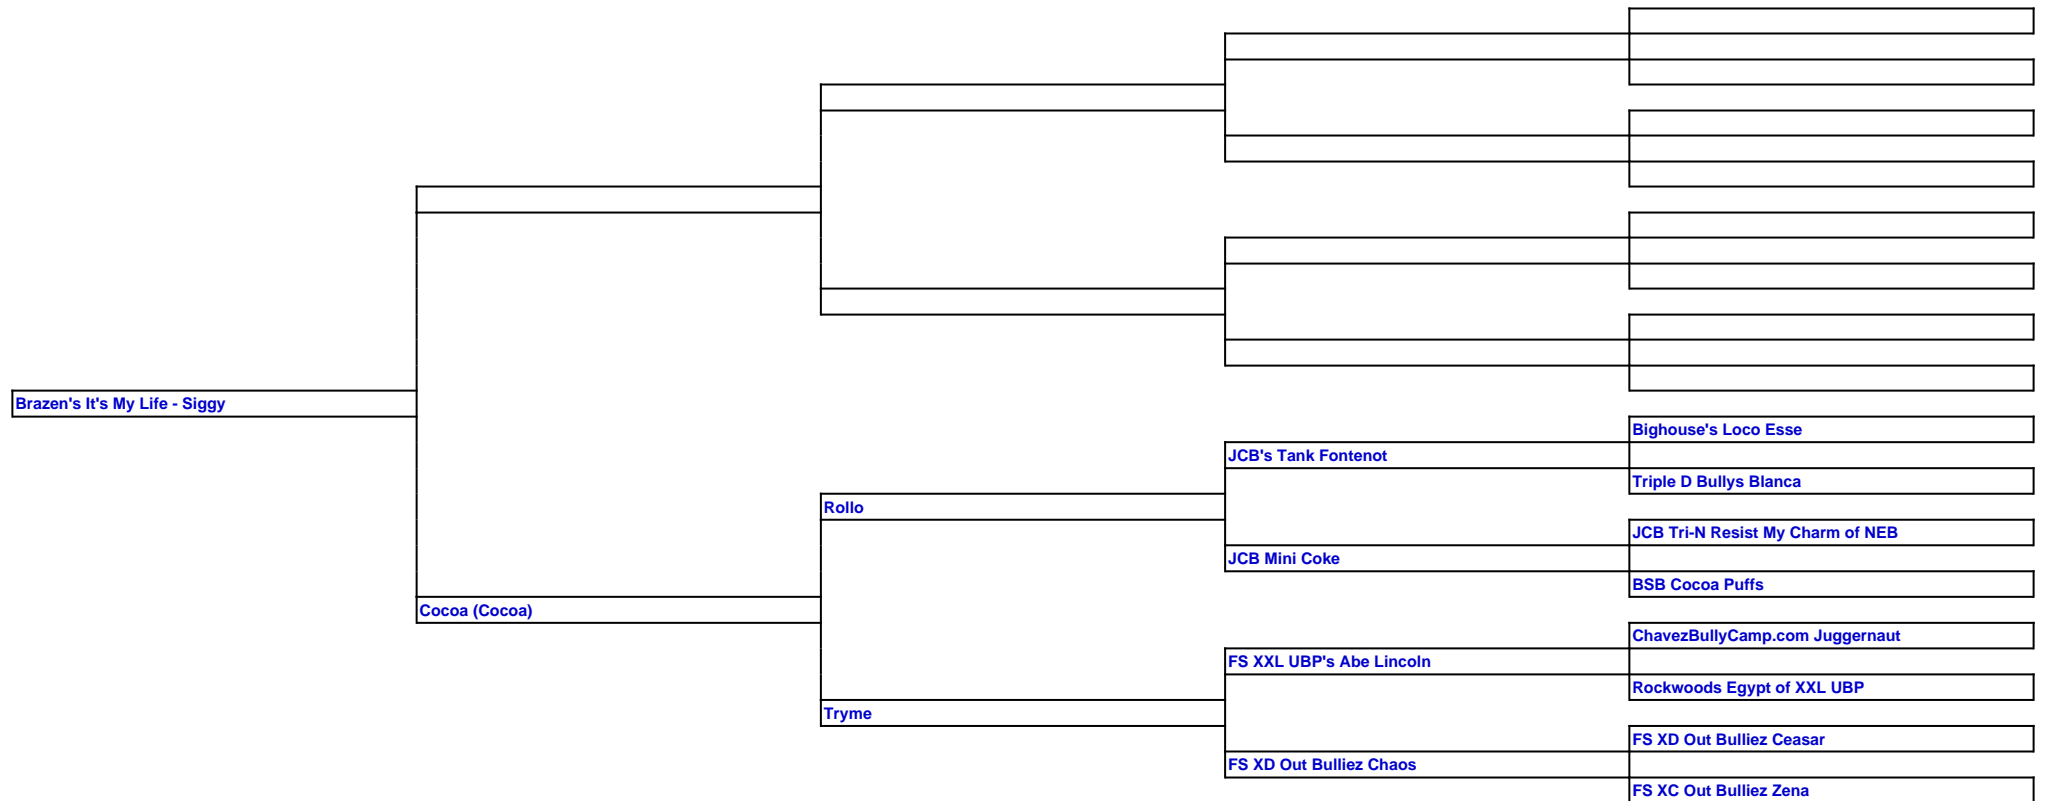 Brazen's It's My Life - Siggy
Cocoa (Cocoa)
Rollo
Tryme
JCB's Tank Fontenot
JCB Mini Coke
FS XXL UBP's Abe Lincoln
FS XD Out Bulliez Chaos
Bighouse's Loco Esse
Triple D Bullys Blanca
JCB Tri-N Resist My Charm of NEB
BSB Cocoa Puffs
ChavezBullyCamp.com Juggernaut
Rockwoods Egypt of XXL UBP
FS XD Out Bulliez Ceasar
FS XC Out Bulliez Zena